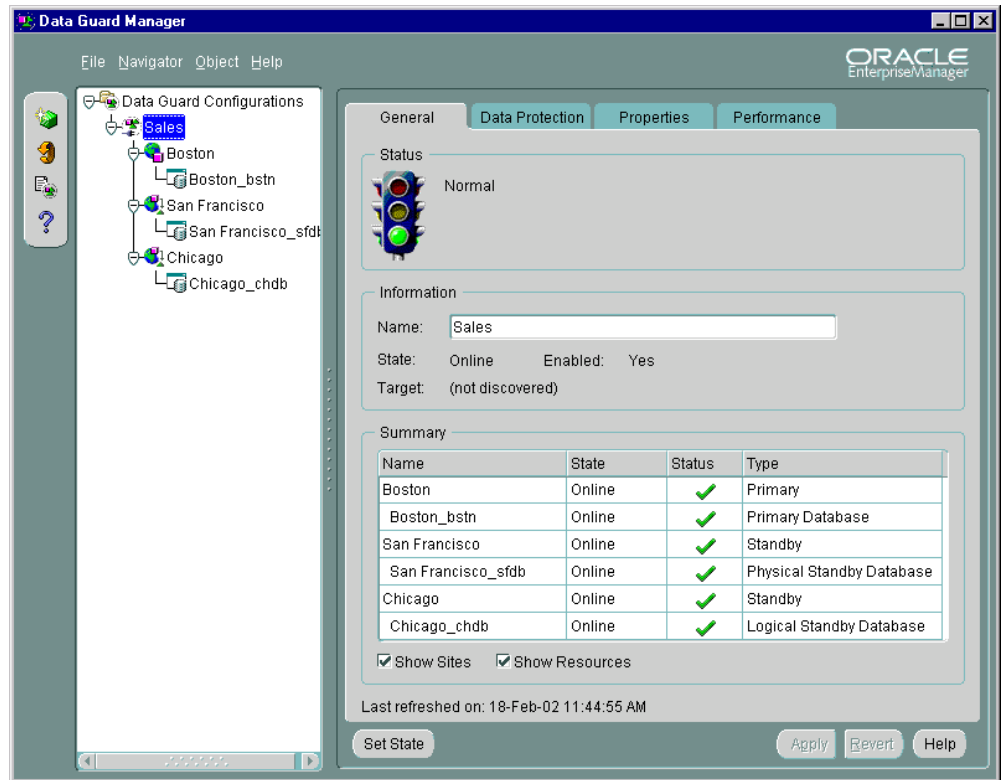 Data Guard Manager
File Navigator Object Help
ORACLE
EnterpriseManager
Data Guard Configurations
Sales
Boston
Boston_bstn
San Francisco
San Francisco_sfdb
Chicago
Chicago_chdb
General Data Protection Properties Performance
Status
Normal
Information
Name: Sales
State: Online Enabled: Yes
Target: (not discovered)
Summary
Name State Status Type
Boston Online Primary
Boston_bstn Online Primary Database
San Francisco Online Standby
San Francisco_sfdb Online Physical Standby Database
Chicago Online Standby
Chicago_chdb Online Logical Standby Database
Show Sites Show Resources
Last refreshed on: 18-Feb-02 11:44:55 AM
Set State Apply Revert Help